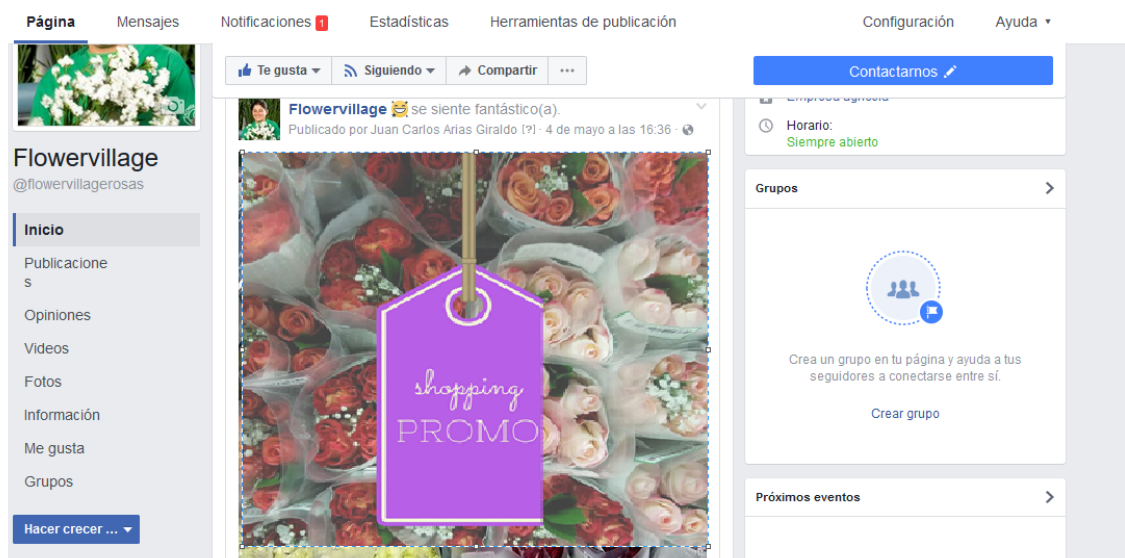 Página Mensajes Notificaciones 1 Estadísticas Herramientas de publicación Configuración Ayuda
Flowervillage
@flowervillagerosas
Inicio
Publicacione
s
Opiniones
Videos
Fotos
Información
Me gusta
Grupos
Hacer crecer ...
Te gusta Siguiendo Compartir ...
Flowervillage se siente fantástico(a).
Publicado por Juan Carlos Arias Giraldo [?] · 4 de mayo a las 16:36 ·
shopping
PROMO
Contactarnos
Empresa agrícola
Horario:
Siempre abierto
Grupos
Crea un grupo en tu página y ayuda a tus
seguidores a conectarse entre sí.
Crear grupo
Próximos eventos